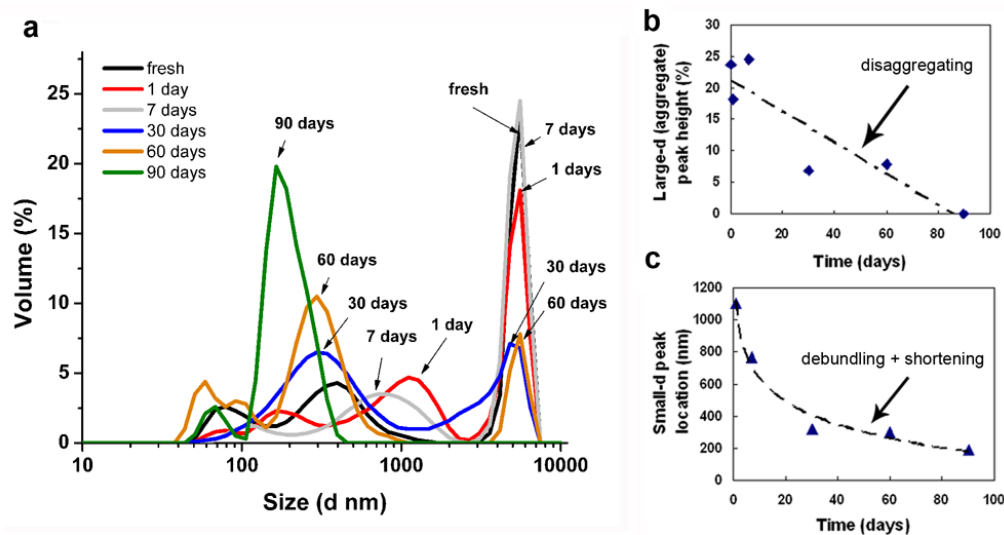 a
fresh
1 day
7 days
30 days
60 days
90 days
90 days
60 days
30 days
7 days
1 day
fresh
7 days
1 day
30 days
60 days
25
20
15
10
5
0
10
100
1000
10000
Volume (%)
Size (d nm)
b
30
25
20
15
10
5
0
0
20
40
60
80
100
Large-d (aggregate)
peak height (%)
disaggregating
Time (days)
c
1200
1000
800
600
400
200
0
0
20
40
60
80
100
Small-d peak
location (nm)
debundling + shortening
Time (days)